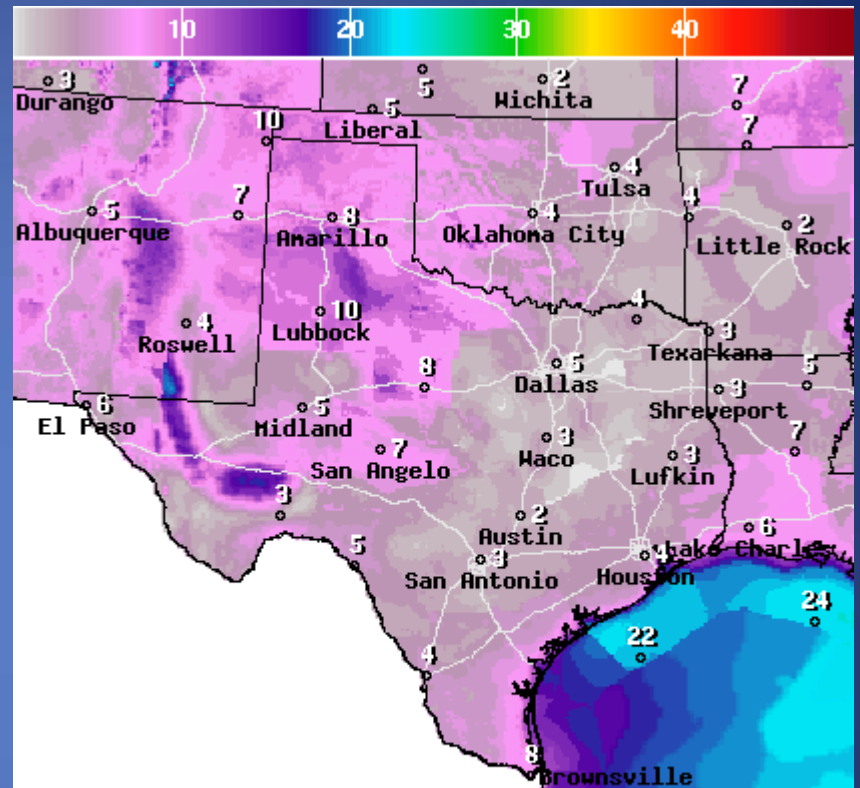 10 20 30 40
3 Durango
5
2 Wichita
7
5 Liberal
10
7
4 Tulsa
5 Albuquerque
7
8 Amarillo
4 Oklahoma City
4
2 Little Rock
4 Roswell
10 Lubbock
4
3 Texarkana
5 Dallas
8
3 Shreveport
5
6 El Paso
5 Midland
7 San Angelo
3 Waco
3 Lufkin
7
3
2 Austin
6 Lake Charl
5
3 San Antonio
4 Houston
24
22
4
8 Brownsville